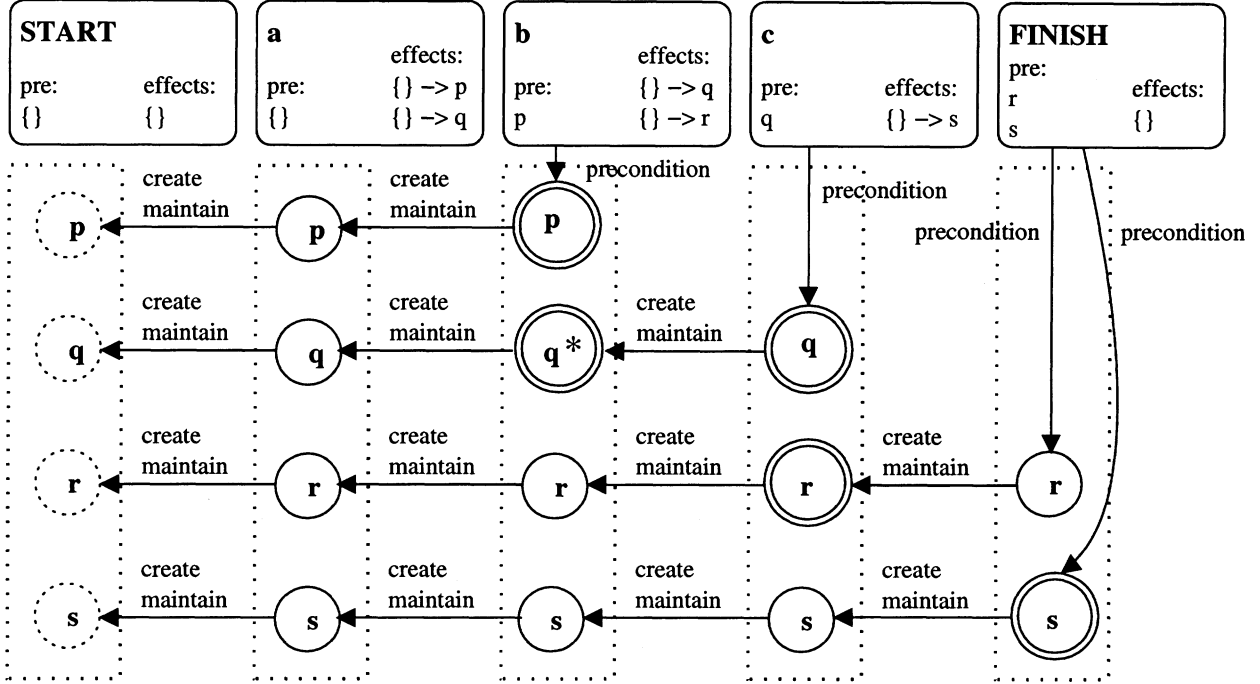 START
pre:
effects:
{}
{}
a
effects:
pre:
{} –> p
{}
{} –> q
b
effects:
pre:
{} –> q
p
{} –> r
c
pre:
effects:
q
{} –> s
FINISH
pre:
r
s
effects:
{}
precondition
precondition
precondition
precondition
create
maintain
create
maintain
p
p
p
create
maintain
create
maintain
create
maintain
q
q
q*
q
create
maintain
create
maintain
create
maintain
create
maintain
r
r
r
r
r
create
maintain
create
maintain
create
maintain
create
maintain
s
s
s
s
s